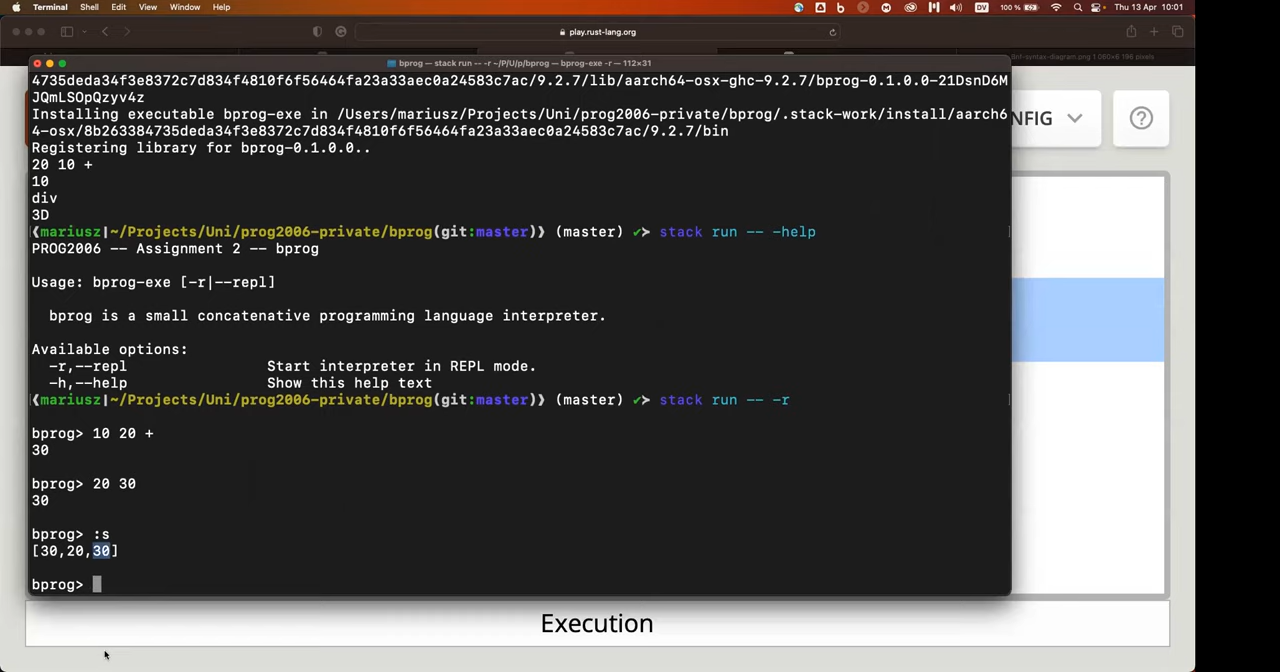 Terminal Shell Edit View Window Help 100 % Thu 13 Apr 10:01
play.rust-lang.org
bprog — stack run -- -r ~/P/U/p/bprog — bprog-exe -r — 112×31
4735deda34f3e8372c7d834f4810f6f56464fa23a33aec0a24583c7ac/9.2.7/lib/aarch64-osx-ghc-9.2.7/bprog-0.1.0.0-21DsnD6M
JQmLSOpQzyv4z
Installing executable bprog-exe in /Users/mariusz/Projects/Uni/prog2006-private/bprog/.stack-work/install/aarch6
4-osx/8b263384735deda34f3e8372c7d834f4810f6f56464fa23a33aec0a24583c7ac/9.2.7/bin
Registering library for bprog-0.1.0.0..
20 10 +
10
div
3D
(mariusz|~/Projects/Uni/prog2006-private/bprog(git:master)) (master) ✔> stack run -- -help
PROG2006 -- Assignment 2 -- bprog
Usage: bprog-exe [-r|--repl]
bprog is a small concatenative programming language interpreter.
Available options:
-r,--repl Start interpreter in REPL mode.
-h,--help Show this help text
(mariusz|~/Projects/Uni/prog2006-private/bprog(git:master)) (master) ✔> stack run -- -r
bprog> 10 20 +
30
bprog> 20 30
30
bprog> :s
[30,20,30]
bprog>
NFIG
Execution